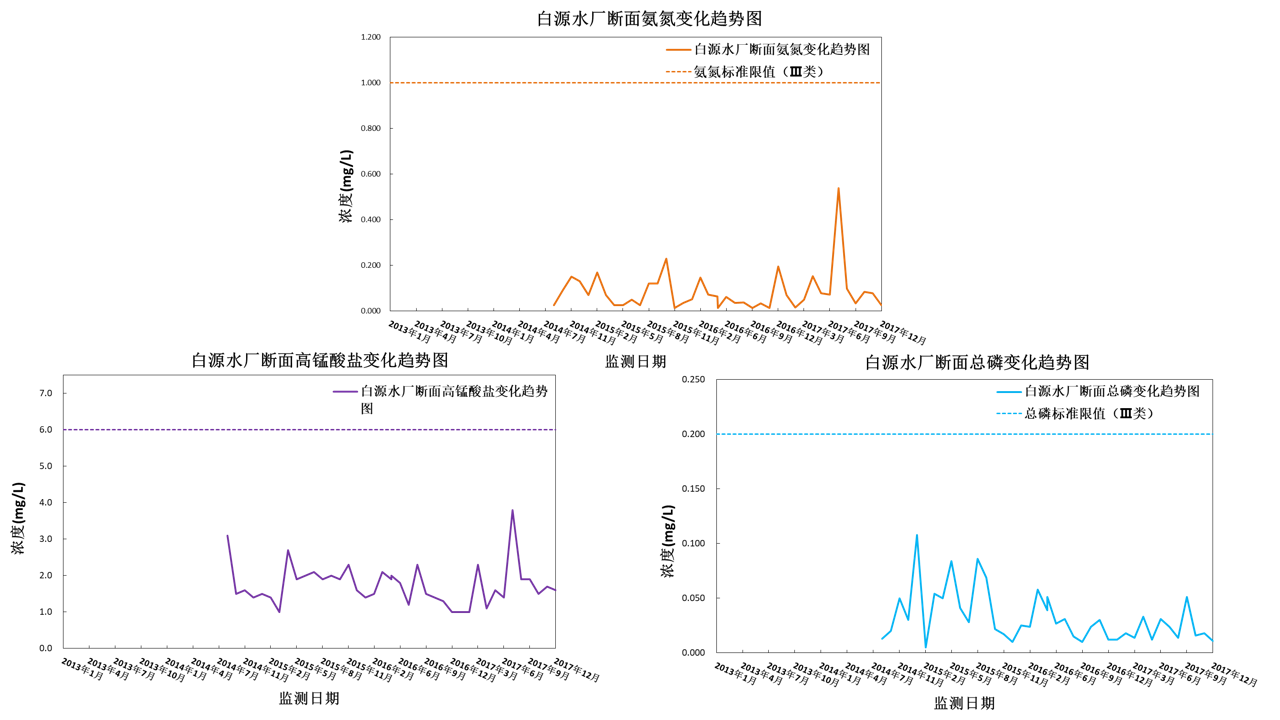 白源水厂断面氨氮变化趋势图
白源水厂断面氨氮变化趋势图
氨氮标准限值（Ⅲ类）
1.200
1.000
0.800
0.600
0.400
0.200
0.000
浓度(mg/L)
2013年1月
2013年4月
2013年7月
2013年10月
2014年1月
2014年4月
2014年7月
2014年11月
2015年2月
2015年5月
2015年8月
2015年11月
2016年2月
2016年6月
2016年9月
2016年12月
2017年3月
2017年6月
2017年9月
2017年12月
监测日期
白源水厂断面高锰酸盐变化趋势图
白源水厂断面高锰酸盐变化趋势
图
7.0
6.0
5.0
4.0
3.0
2.0
1.0
0.0
浓度(mg/L)
2013年1月
2013年4月
2013年7月
2013年10月
2014年1月
2014年4月
2014年7月
2014年11月
2015年2月
2015年5月
2015年8月
2015年11月
2016年2月
2016年6月
2016年9月
2016年12月
2017年3月
2017年6月
2017年9月
2017年12月
监测日期
白源水厂断面总磷变化趋势图
白源水厂断面总磷变化趋势图
总磷标准限值（Ⅲ类）
0.250
0.200
0.150
0.100
0.050
0.000
浓度(mg/L)
2013年1月
2013年4月
2013年7月
2013年10月
2014年1月
2014年4月
2014年7月
2014年11月
2015年2月
2015年5月
2015年8月
2015年11月
2016年2月
2016年6月
2016年9月
2016年12月
2017年3月
2017年6月
2017年9月
2017年12月
监测日期